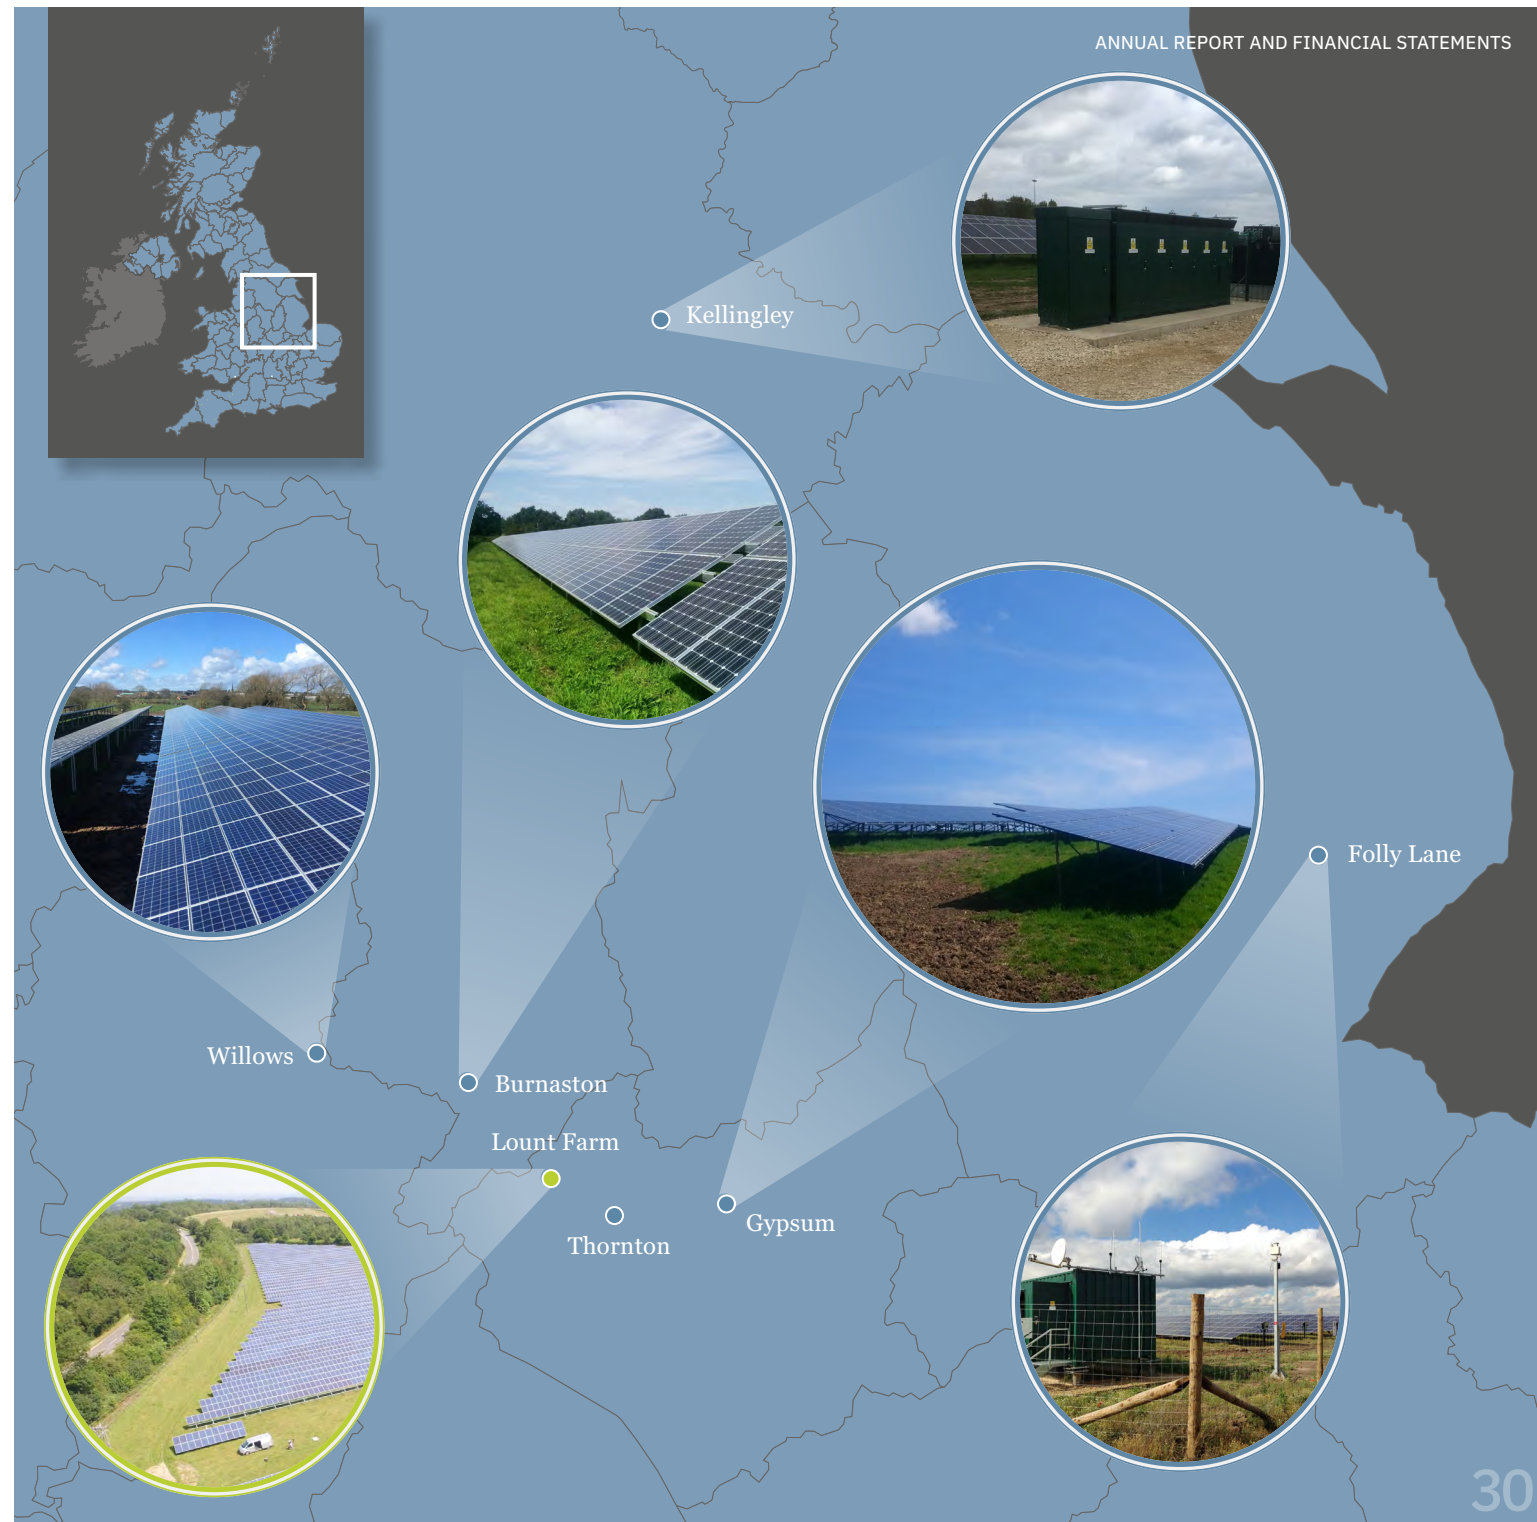 ANNUAL REPORT AND FINANCIAL STATEMENTS
Kellingley
Folly Lane
Willows
Burnaston
Lount Farm
Thornton
Gypsum
30